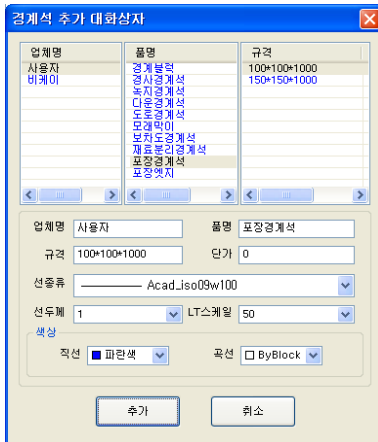 경계석 추가 대화상자
업체명 품명 규격
사용자 경계블럭 100*100*1000
비케이 경사경계석 150*150*1000
녹지경계석
다운경계석
도로경계석
모래막이
보차도경계석
재료분리경계석
포장경계석
포장엣지
업체명 사용자 품명 포장경계석
규격 100*100*1000 단가 0
선종류 Acad_iso09w100
선두께 1 LT스케일 50
색상
직선 파란색 곡선 ByBlock
추가 취소